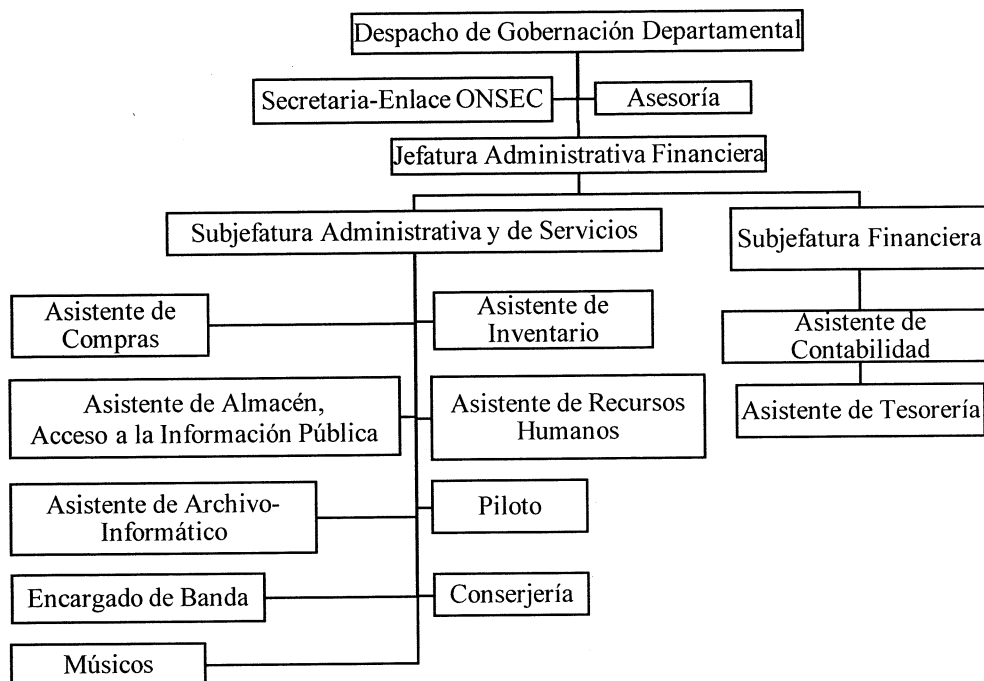 Despacho de Gobernación Departamental
Secretaria-Enlace ONSEC
Asesoría
Jefatura Administrativa Financiera
Subjefatura Administrativa y de Servicios
Subjefatura Financiera
Asistente de
Compras
Asistente de
Inventario
Asistente de
Contabilidad
Asistente de Almacén,
Acceso a la Información Pública
Asistente de Recursos
Humanos
Asistente de Tesorería
Asistente de Archivo-
Informático
Piloto
Encargado de Banda
Conserjería
Músicos